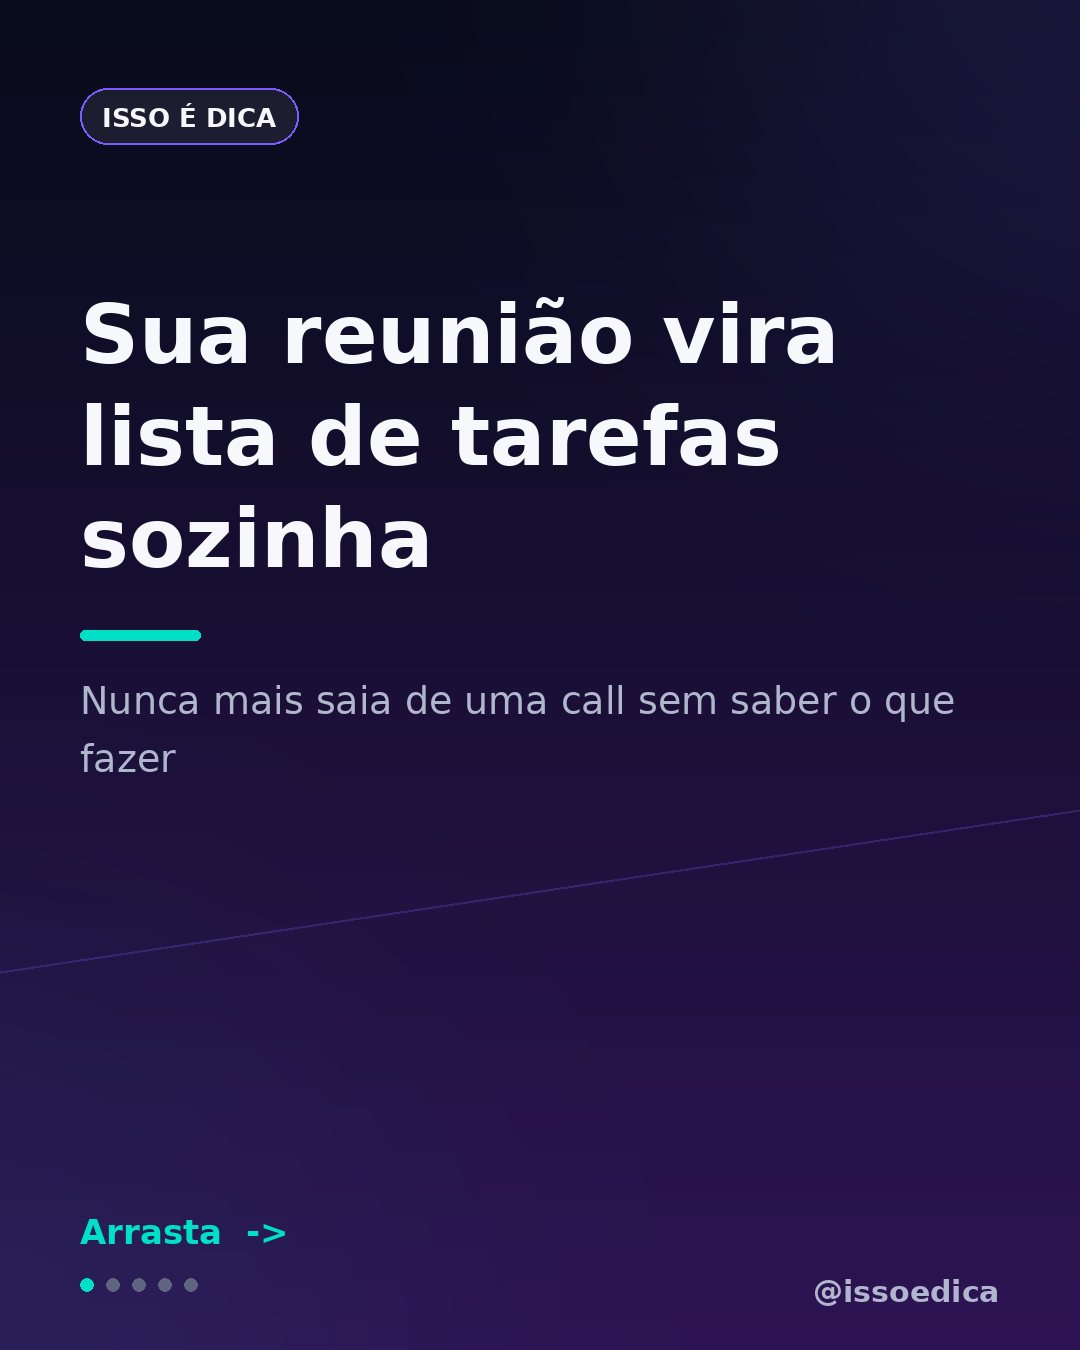 ISSO É DICA
Sua reunião vira
lista de tarefas
sozinha
Nunca mais saia de uma call sem saber o que
fazer
Arrasta ->
@issoedica